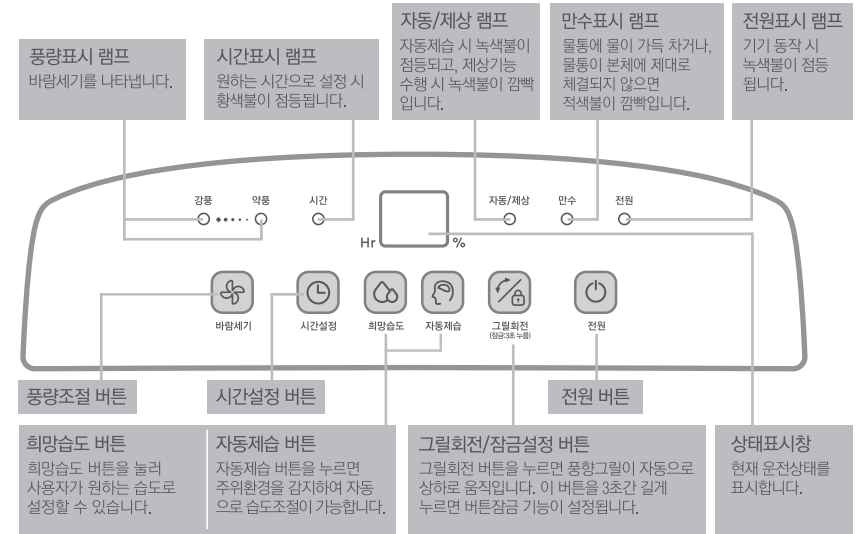 풍량표시 램프
바람세기를 나타냅니다.
시간표시 램프
원하는 시간으로 설정 시
황색불이 점등됩니다.
자동/제상 램프
자동제습 시 녹색불이
점등되고, 제상기능
수행 시 녹색불이 깜빡
입니다.
만수표시 램프
물통에 물이 가득 차거나,
물통이 본체에 제대로
체결되지 않으면
적색불이 깜빡입니다.
전원표시 램프
기기 동작 시
녹색불이 점등
됩니다.
강풍 약풍 시간 자동/제상 만수 전원
Hr %
바람세기 시간설정 희망습도 자동제습 그릴회전 전원
(잠금:3초 누름)
풍량조절 버튼
시간설정 버튼
전원 버튼
희망습도 버튼
희망습도 버튼을 눌러
사용자가 원하는 습도로
설정할 수 있습니다.
자동제습 버튼
자동제습 버튼을 누르면
주위환경을 감지하여 자동
으로 습도조절이 가능합니다.
그릴회전/잠금설정 버튼
그릴회전 버튼을 누르면 풍향그릴이 자동으로
상하로 움직입니다. 이 버튼을 3초간 길게
누르면 버튼잠금 기능이 설정됩니다.
상태표시창
현재 운전상태를
표시합니다.